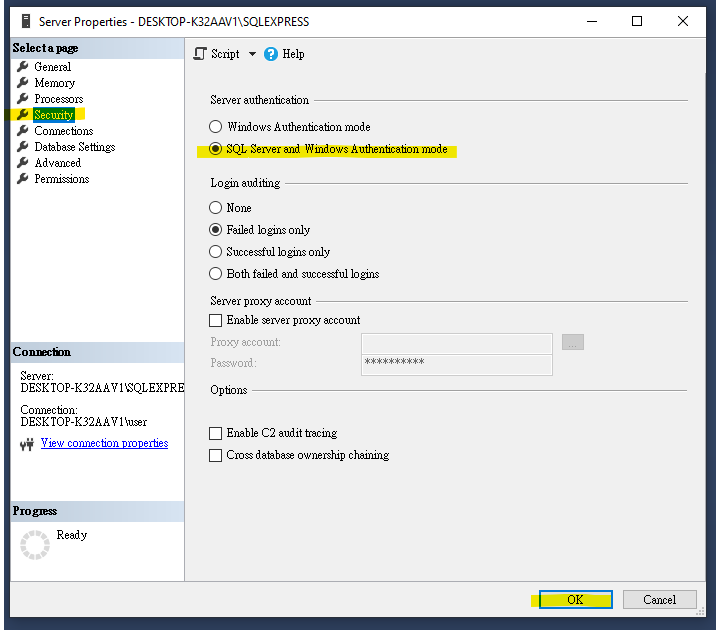 Server Properties - DESKTOP-K32AAV1\SQLEXPRESS
Select a page
General
Memory
Processors
Security
Connections
Database Settings
Advanced
Permissions
Script
Help
Server authentication
Windows Authentication mode
SQL Server and Windows Authentication mode
Login auditing
None
Failed logins only
Successful logins only
Both failed and successful logins
Server proxy account
Enable server proxy account
Proxy account:
...
Password:
**********
Options
Enable C2 audit tracing
Cross database ownership chaining
Connection
Server:
DESKTOP-K32AAV1\SQLEXPRE
Connection:
DESKTOP-K32AAV1\user
View connection properties
Progress
Ready
OK
Cancel